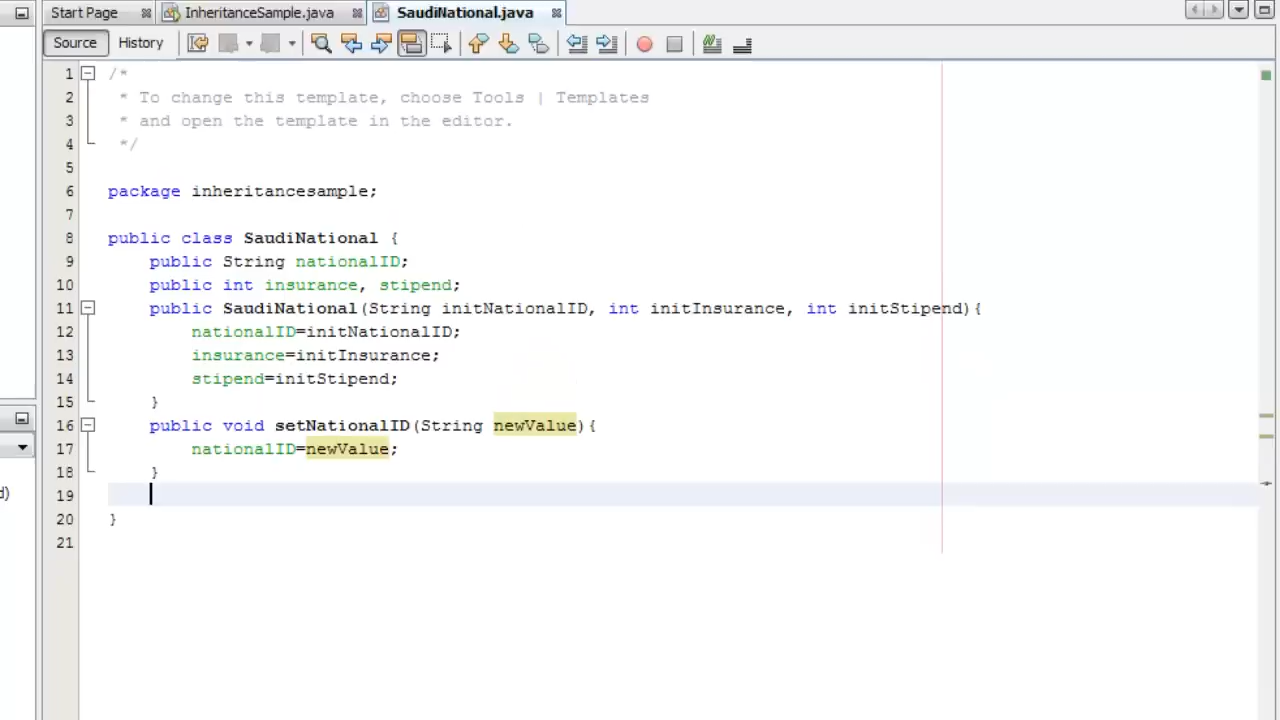 Start Page InheritanceSample.java SaudiNational.java
Source History
1 /*
2 * To change this template, choose Tools | Templates
3 * and open the template in the editor.
4 */
5
6 package inheritancesample;
7
8 public class SaudiNational {
9 public String nationalID;
10 public int insurance, stipend;
11 public SaudiNational(String initNationalID, int initInsurance, int initStipend){
12 nationalID=initNationalID;
13 insurance=initInsurance;
14 stipend=initStipend;
15 }
16 public void setNationalID(String newValue){
17 nationalID=newValue;
18 }
d) 19
20 }
21